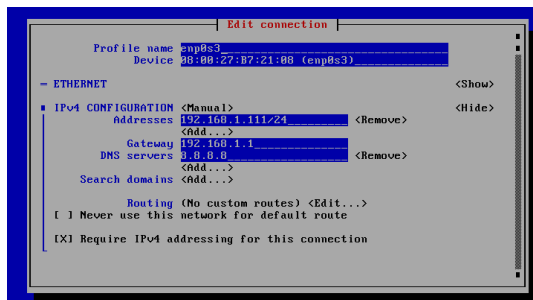 Edit connection
Profile name enp0s3
Device 08:00:27:B7:21:08 (enp0s3)
ETHERNET <Show>
IPv4 CONFIGURATION <Manual> <Hide>
Addresses 192.168.1.111/24 <Remove>
<Add...>
Gateway 192.168.1.1
DNS servers 8.8.8.8 <Remove>
<Add...>
Search domains <Add...>
Routing (No custom routes) <Edit...>
[ ] Never use this network for default route
[X] Require IPv4 addressing for this connection